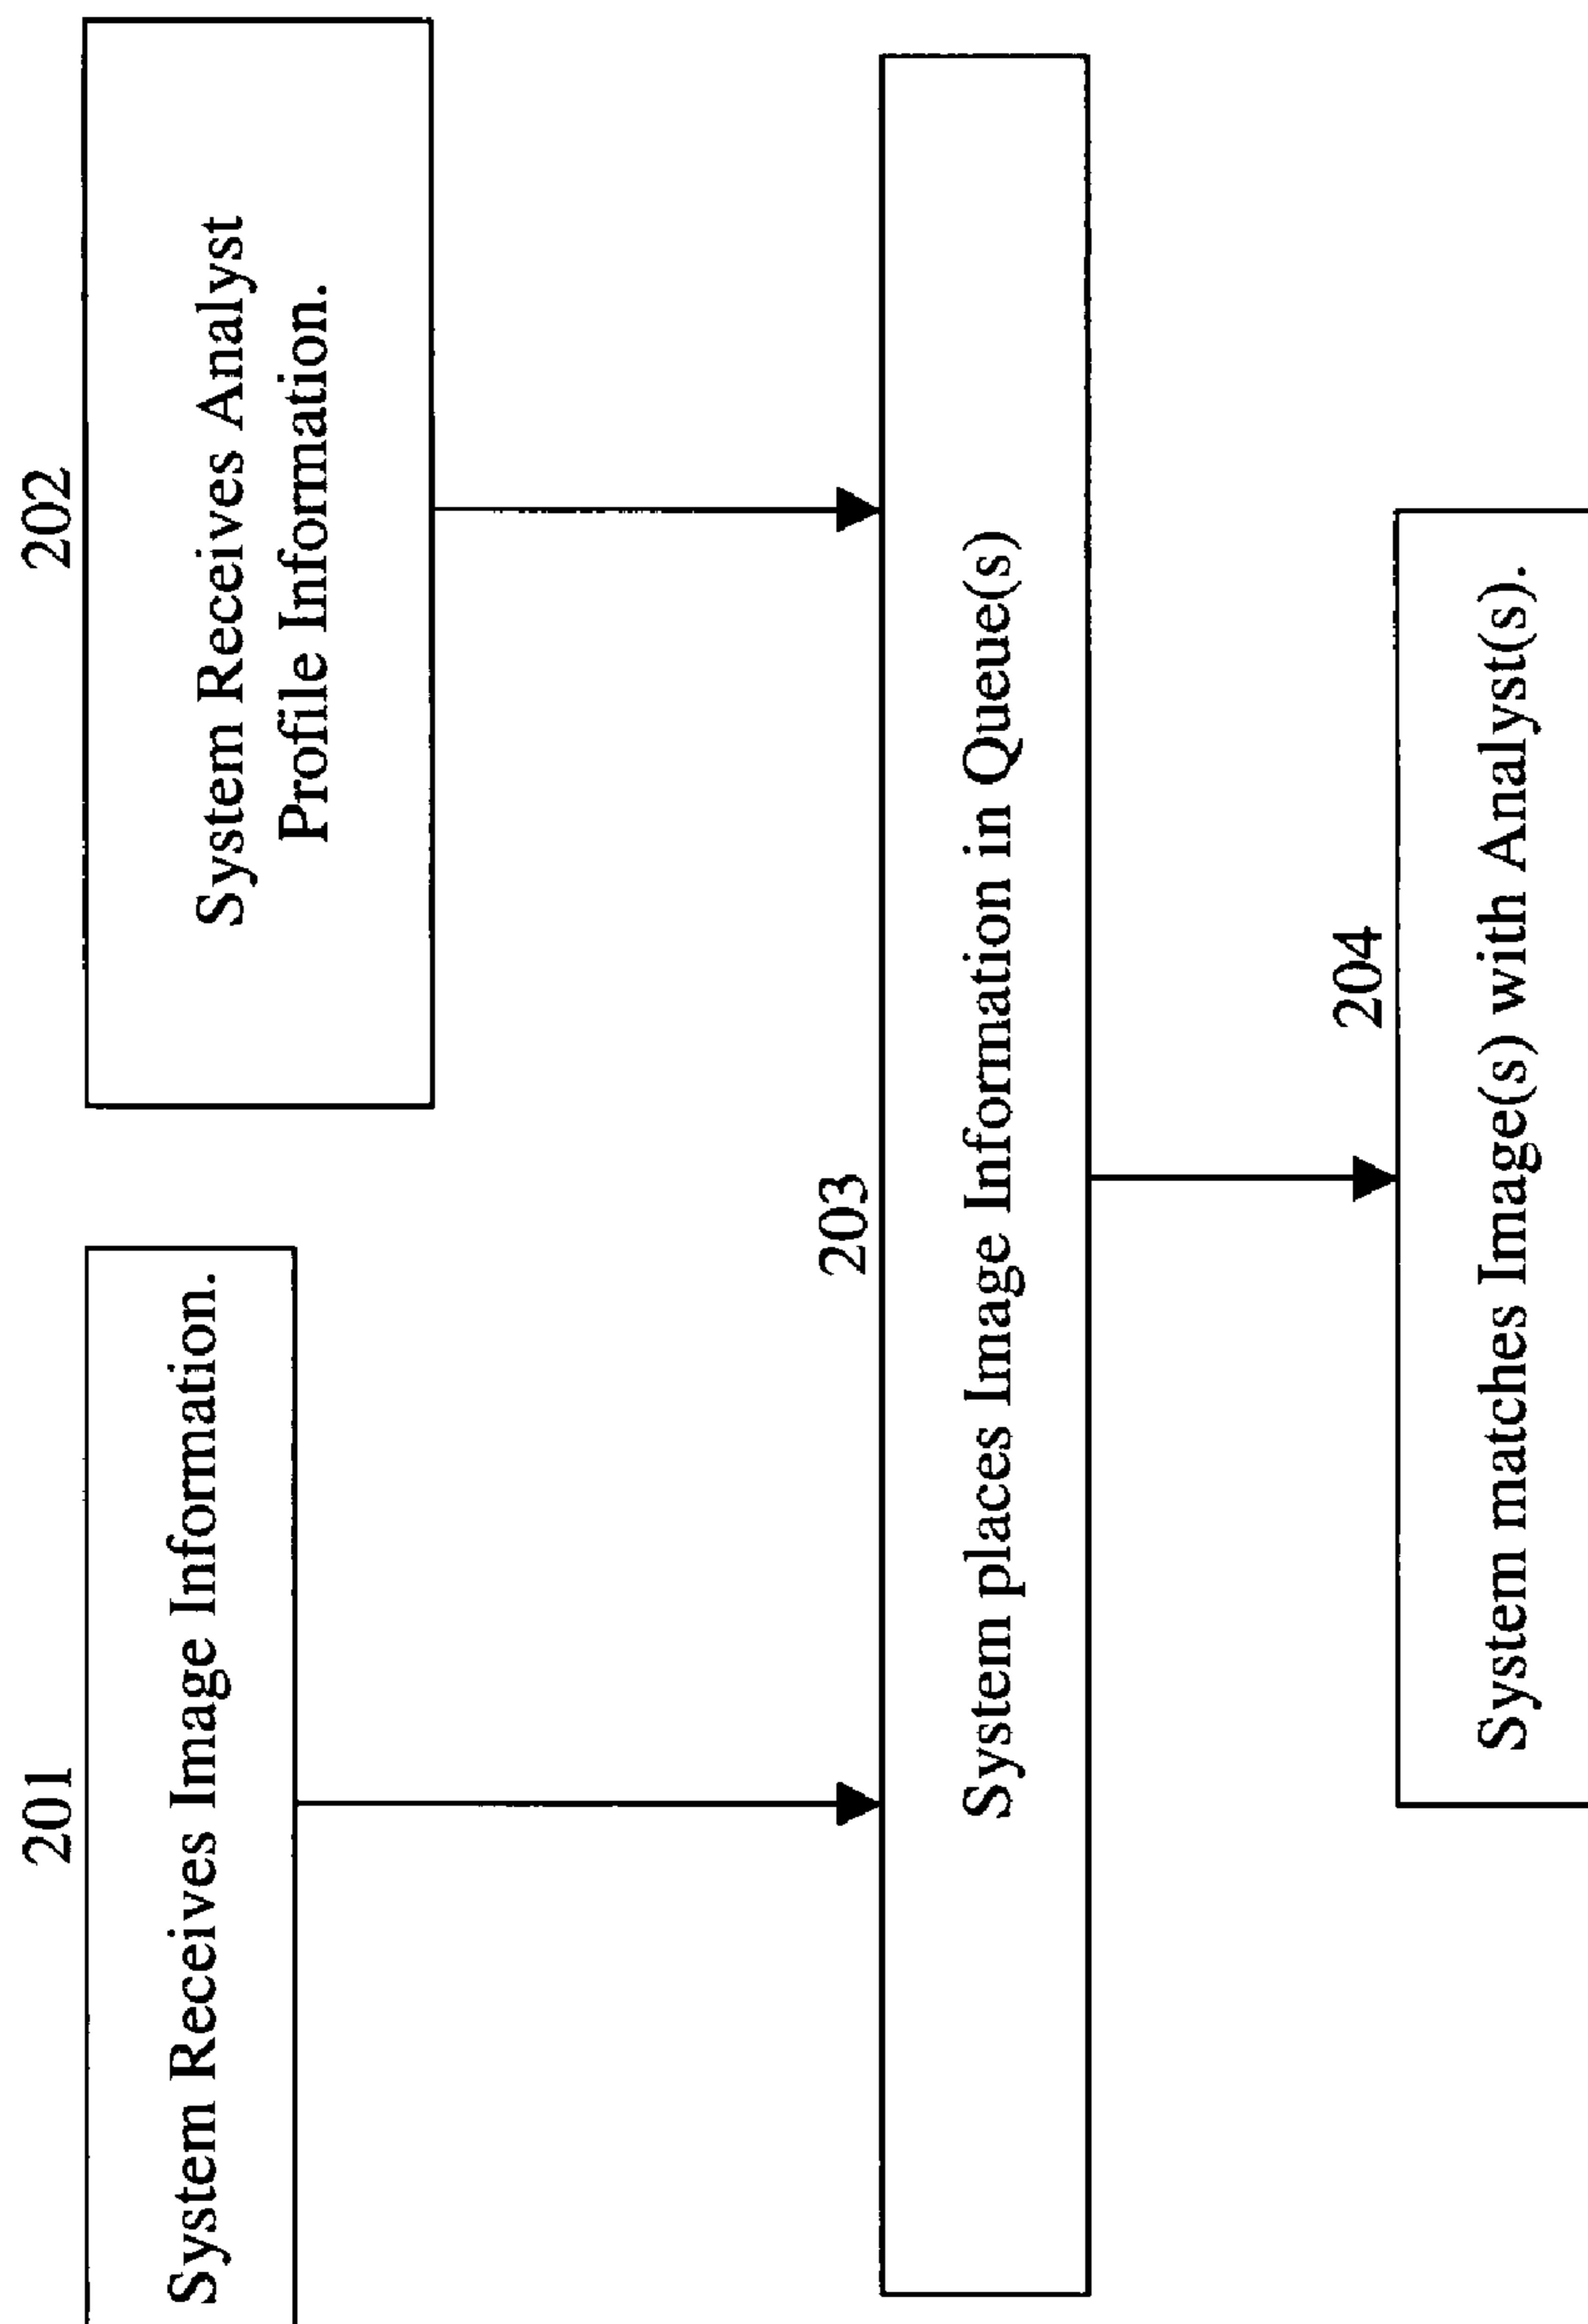 201
System Receives Image Information.
202
System Receives Analyst
Profile Information.
203
System places Image Information in Queue(s)
204
System matches Image(s) with Analyst(s).